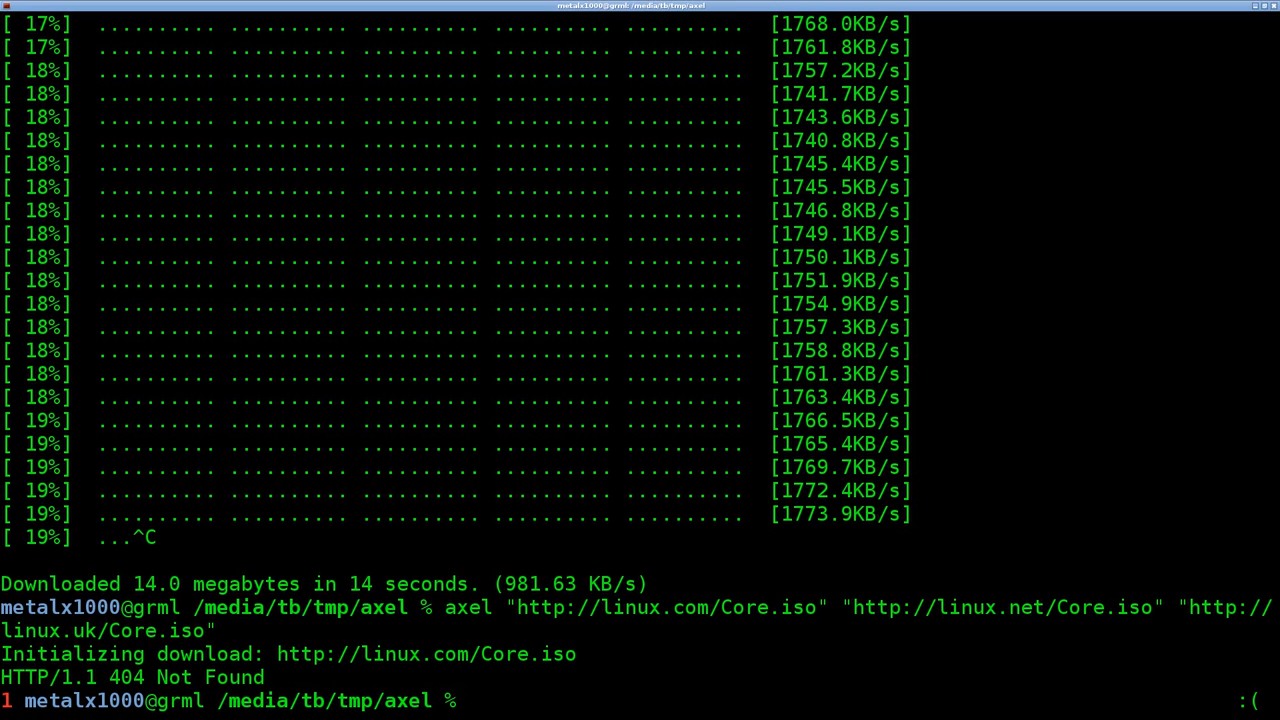 metalx1000@grml: /media/tb/tmp/axel
[ 17%]  .......... .......... .......... .......... ..........  [1768.0KB/s]
[ 17%]  .......... .......... .......... .......... ..........  [1761.8KB/s]
[ 18%]  .......... .......... .......... .......... ..........  [1757.2KB/s]
[ 18%]  .......... .......... .......... .......... ..........  [1741.7KB/s]
[ 18%]  .......... .......... .......... .......... ..........  [1743.6KB/s]
[ 18%]  .......... .......... .......... .......... ..........  [1740.8KB/s]
[ 18%]  .......... .......... .......... .......... ..........  [1745.4KB/s]
[ 18%]  .......... .......... .......... .......... ..........  [1745.5KB/s]
[ 18%]  .......... .......... .......... .......... ..........  [1746.8KB/s]
[ 18%]  .......... .......... .......... .......... ..........  [1749.1KB/s]
[ 18%]  .......... .......... .......... .......... ..........  [1750.1KB/s]
[ 18%]  .......... .......... .......... .......... ..........  [1751.9KB/s]
[ 18%]  .......... .......... .......... .......... ..........  [1754.9KB/s]
[ 18%]  .......... .......... .......... .......... ..........  [1757.3KB/s]
[ 18%]  .......... .......... .......... .......... ..........  [1758.8KB/s]
[ 18%]  .......... .......... .......... .......... ..........  [1761.3KB/s]
[ 18%]  .......... .......... .......... .......... ..........  [1763.4KB/s]
[ 19%]  .......... .......... .......... .......... ..........  [1766.5KB/s]
[ 19%]  .......... .......... .......... .......... ..........  [1765.4KB/s]
[ 19%]  .......... .......... .......... .......... ..........  [1769.7KB/s]
[ 19%]  .......... .......... .......... .......... ..........  [1772.4KB/s]
[ 19%]  .......... .......... .......... .......... ..........  [1773.9KB/s]
[ 19%]  ...^C
Downloaded 14.0 megabytes in 14 seconds. (981.63 KB/s)
metalx1000@grml /media/tb/tmp/axel % axel "http://linux.com/Core.iso" "http://linux.net/Core.iso" "http://
linux.uk/Core.iso"
Initializing download: http://linux.com/Core.iso
HTTP/1.1 404 Not Found
1 metalx1000@grml /media/tb/tmp/axel % :(